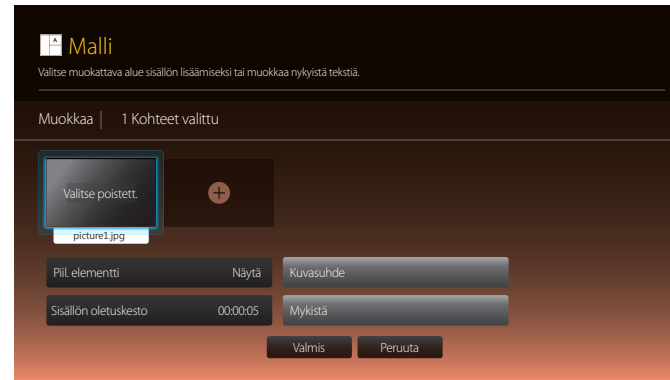 A
Malli
Valitse muokattava alue sisällön lisäämiseksi tai muokkaa nykyistä tekstiä.
Muokkaa | 1 Kohteet valittu
Valitse poistett.
picture1.jpg
Piil. elementti Näytä Kuvasuhde
Sisällön oletuskesto 00:00:05 Mykistä
Valmis Peruuta